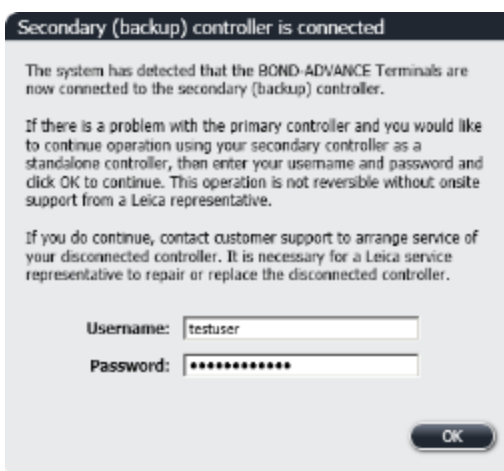 Secondary (backup) controller is connected
The system has detected that the BOND-ADVANCE Terminals are
now connected to the secondary (backup) controller.
If there is a problem with the primary controller and you would like
to continue operation using your secondary controller as a
standalone controller, then enter your username and password and
click OK to continue. This operation is not reversible without onsite
support from a Leica representative.
If you do continue, contact customer support to arrange service of
your disconnected controller. It is necessary for a Leica service
representative to repair or replace the disconnected controller.
Username: testuser
Password: ●●●●●●●●●●●●
OK